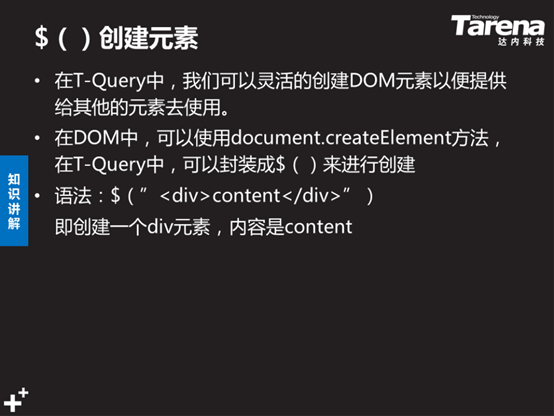 $（）创建元素
Technology
Tarena
达内科技
• 在T-Query中，我们可以灵活的创建DOM元素以便提供
给其他的元素去使用。
• 在DOM中，可以使用document.createElement方法，
在T-Query中，可以封装成$（）来进行创建
知识讲解
• 语法：$（”<div>content</div>”）
即创建一个div元素，内容是content